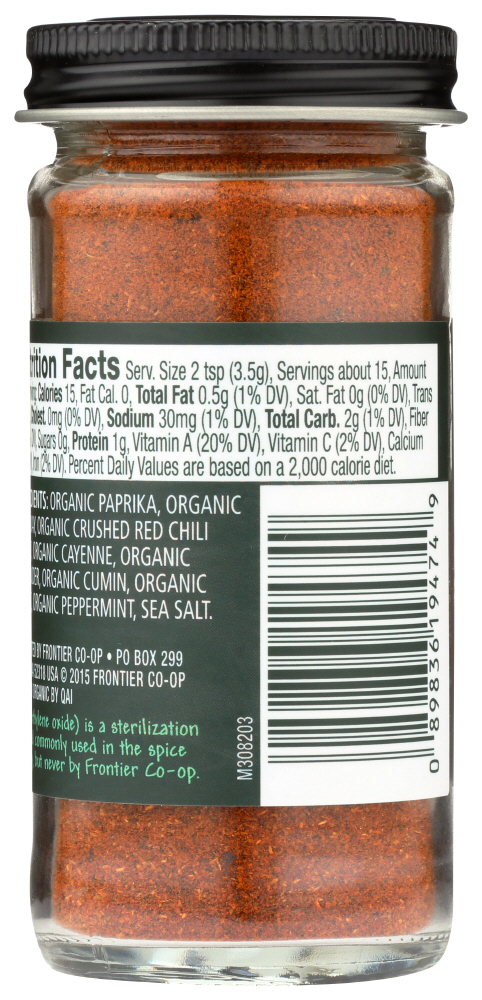 Facts Serv. Size 2 tsp (3.5g), Servings about 15, Amount
Calories 15, Fat Cal. 0, Total Fat 0.5g (1% DV), Sat. Fat 0g (0% DV), Trans
0mg (0% DV), Sodium 30mg (1% DV), Total Carb. 2g (1% DV), Fiber
Sugars 0g, Protein 1g, Vitamin A (20% DV), Vitamin C (2% DV), Calcium
(2% DV). Percent Daily Values are based on a 2,000 calorie diet.
ORGANIC PAPRIKA, ORGANIC
ORGANIC CRUSHED RED CHILI
ORGANIC CAYENNE, ORGANIC
ORGANIC CUMIN, ORGANIC
ORGANIC PEPPERMINT, SEA SALT.
BY FRONTIER CO-OP • PO BOX 299
52318 USA © 2015 FRONTIER CO-OP
ORGANIC BY QAI
oxide) is a sterilization
commonly used in the spice
but never by Frontier Co-op.
M308203
0 89836 19474 9